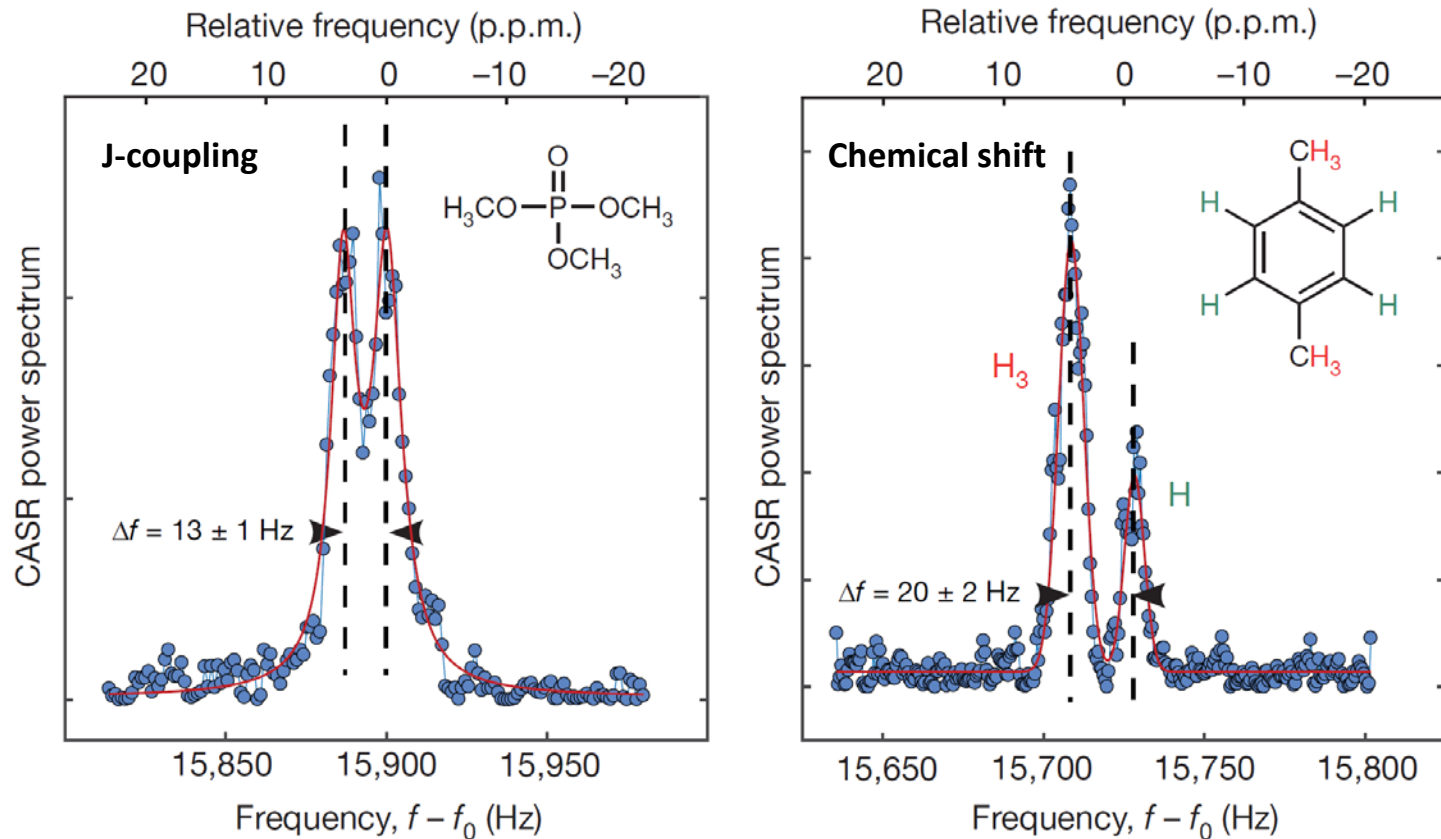 Relative frequency (p.p.m.)
20 10 0 –10 –20
J-coupling
O
H₃CO P OCH₃
OCH₃
Δf = 13 ± 1 Hz
CASR power spectrum
15,850 15,900 15,950
Frequency, f – f₀ (Hz)
Relative frequency (p.p.m.)
20 10 0 –10 –20
Chemical shift
CH₃
H H
H H
CH₃
H₃
H
Δf = 20 ± 2 Hz
CASR power spectrum
15,650 15,700 15,750 15,800
Frequency, f – f₀ (Hz)